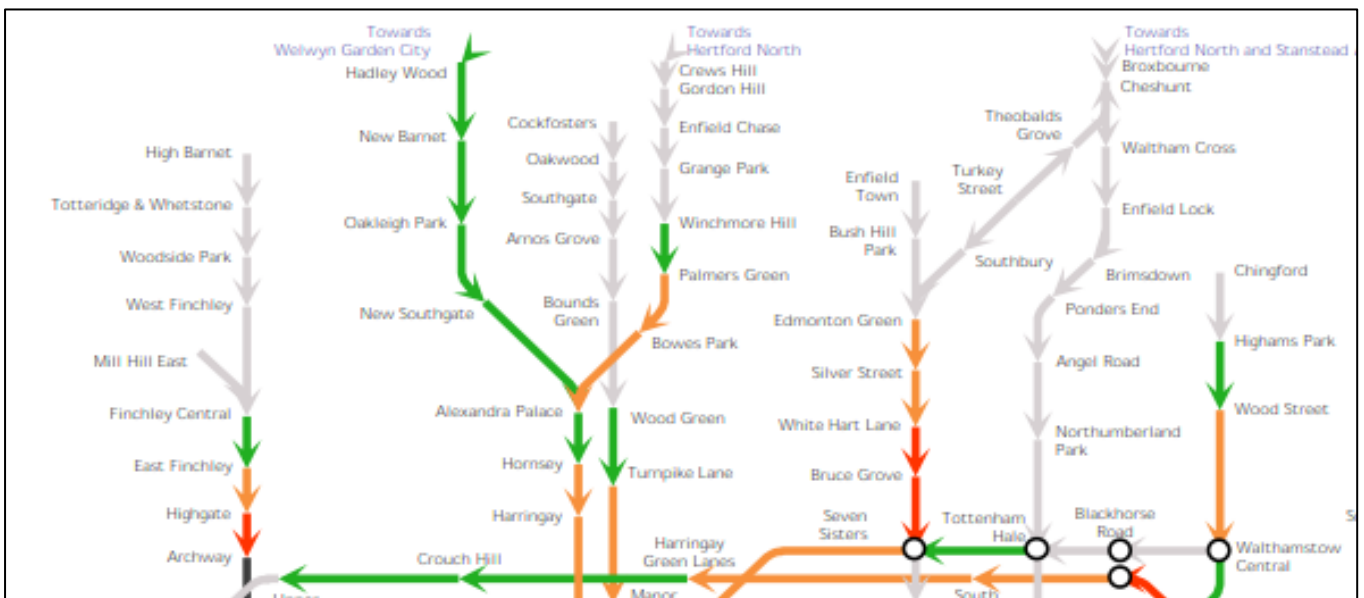 Towards
Welwyn Garden City
Hadley Wood
New Barnet
Oakleigh Park
New Southgate
Towards
Hertford North
Crews Hill
Gordon Hill
Enfield Chase
Grange Park
Winchmore Hill
Palmers Green
Bowes Park
Towards
Hertford North and Stanstead
Broxbourne
Cheshunt
Theobalds
Grove
Waltham Cross
Turkey
Street
Enfield Lock
Southbury
Brimsdown
Ponders End
Angel Road
Northumberland
Park
High Barnet
Totteridge & Whetstone
Woodside Park
West Finchley
Mill Hill East
Finchley Central
East Finchley
Highgate
Archway
Cockfosters
Oakwood
Southgate
Arnos Grove
Bounds
Green
Wood Green
Turnpike Lane
Manor
Alexandra Palace
Hornsey
Harringay
Enfield
Town
Bush Hill
Park
Edmonton Green
Silver Street
White Hart Lane
Bruce Grove
Seven
Sisters
Tottenham
Hale
Blackhorse
Road
Chingford
Highams Park
Wood Street
Walthamstow
Central
Crouch Hill
Harringay
Green Lanes
South